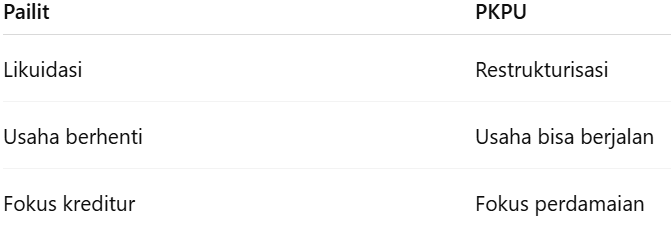 Pailit PKPU
Likuidasi Restrukturisasi
Usaha berhenti Usaha bisa berjalan
Fokus kreditur Fokus perdamaian